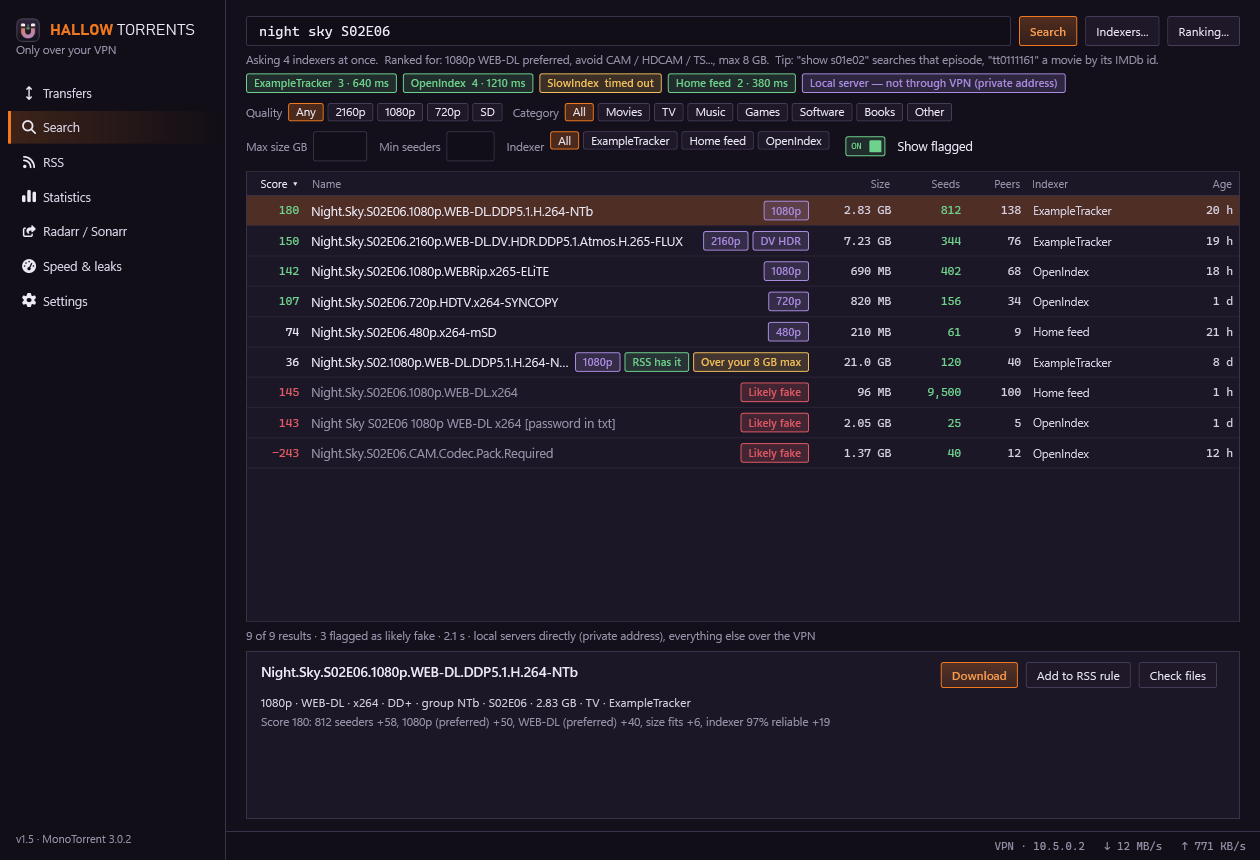 HALLOW TORRENTS
Only over your VPN
Transfers
Search
RSS
Statistics
Radarr / Sonarr
Speed & leaks
Settings
v1.5 · MonoTorrent 3.0.2
night sky S02E06
Search
Indexers...
Ranking...
Asking 4 indexers at once. Ranked for: 1080p WEB-DL preferred, avoid CAM / HDCAM / TS..., max 8 GB. Tip: "show s01e02" searches that episode, "tt0111161" a movie by its IMDb id.
ExampleTracker 3 · 640 ms OpenIndex 4 · 1210 ms SlowIndex timed out Home feed 2 · 380 ms Local server — not through VPN (private address)
Quality Any 2160p 1080p 720p SD Category All Movies TV Music Games Software Books Other
Max size GB Min seeders Indexer All ExampleTracker Home feed OpenIndex ON Show flagged
Score ▾ Name Size Seeds Peers Indexer Age
180 Night.Sky.S02E06.1080p.WEB-DL.DDP5.1.H.264-NTb 1080p 2.83 GB 812 138 ExampleTracker 20 h
150 Night.Sky.S02E06.2160p.WEB-DL.DV.HDR.DDP5.1.Atmos.H.265-FLUX 2160p DV HDR 7.23 GB 344 76 ExampleTracker 19 h
142 Night.Sky.S02E06.1080p.WEBRip.x265-ELiTE 1080p 690 MB 402 68 OpenIndex 18 h
107 Night.Sky.S02E06.720p.HDTV.x264-SYNCOPY 720p 820 MB 156 34 OpenIndex 1 d
74 Night.Sky.S02E06.480p.x264-mSD 480p 210 MB 61 9 Home feed 21 h
36 Night.Sky.S02.1080p.WEB-DL.DDP5.1.H.264-N... 1080p RSS has it Over your 8 GB max 21.0 GB 120 40 ExampleTracker 8 d
145 Night.Sky.S02E06.1080p.WEB-DL.x264 Likely fake 96 MB 9,500 100 Home feed 1 h
143 Night Sky S02E06 1080p WEB-DL x264 [password in txt] Likely fake 2.05 GB 25 5 OpenIndex 1 d
−243 Night.Sky.S02E06.CAM.Codec.Pack.Required Likely fake 1.37 GB 40 12 OpenIndex 12 h
9 of 9 results · 3 flagged as likely fake · 2.1 s · local servers directly (private address), everything else over the VPN
Night.Sky.S02E06.1080p.WEB-DL.DDP5.1.H.264-NTb
Download
Add to RSS rule
Check files
1080p · WEB-DL · x264 · DD+ · group NTb · S02E06 · 2.83 GB · TV · ExampleTracker
Score 180: 812 seeders +58, 1080p (preferred) +50, WEB-DL (preferred) +40, size fits +6, indexer 97% reliable +19
VPN · 10.5.0.2 ↓ 12 MB/s ↑ 771 KB/s